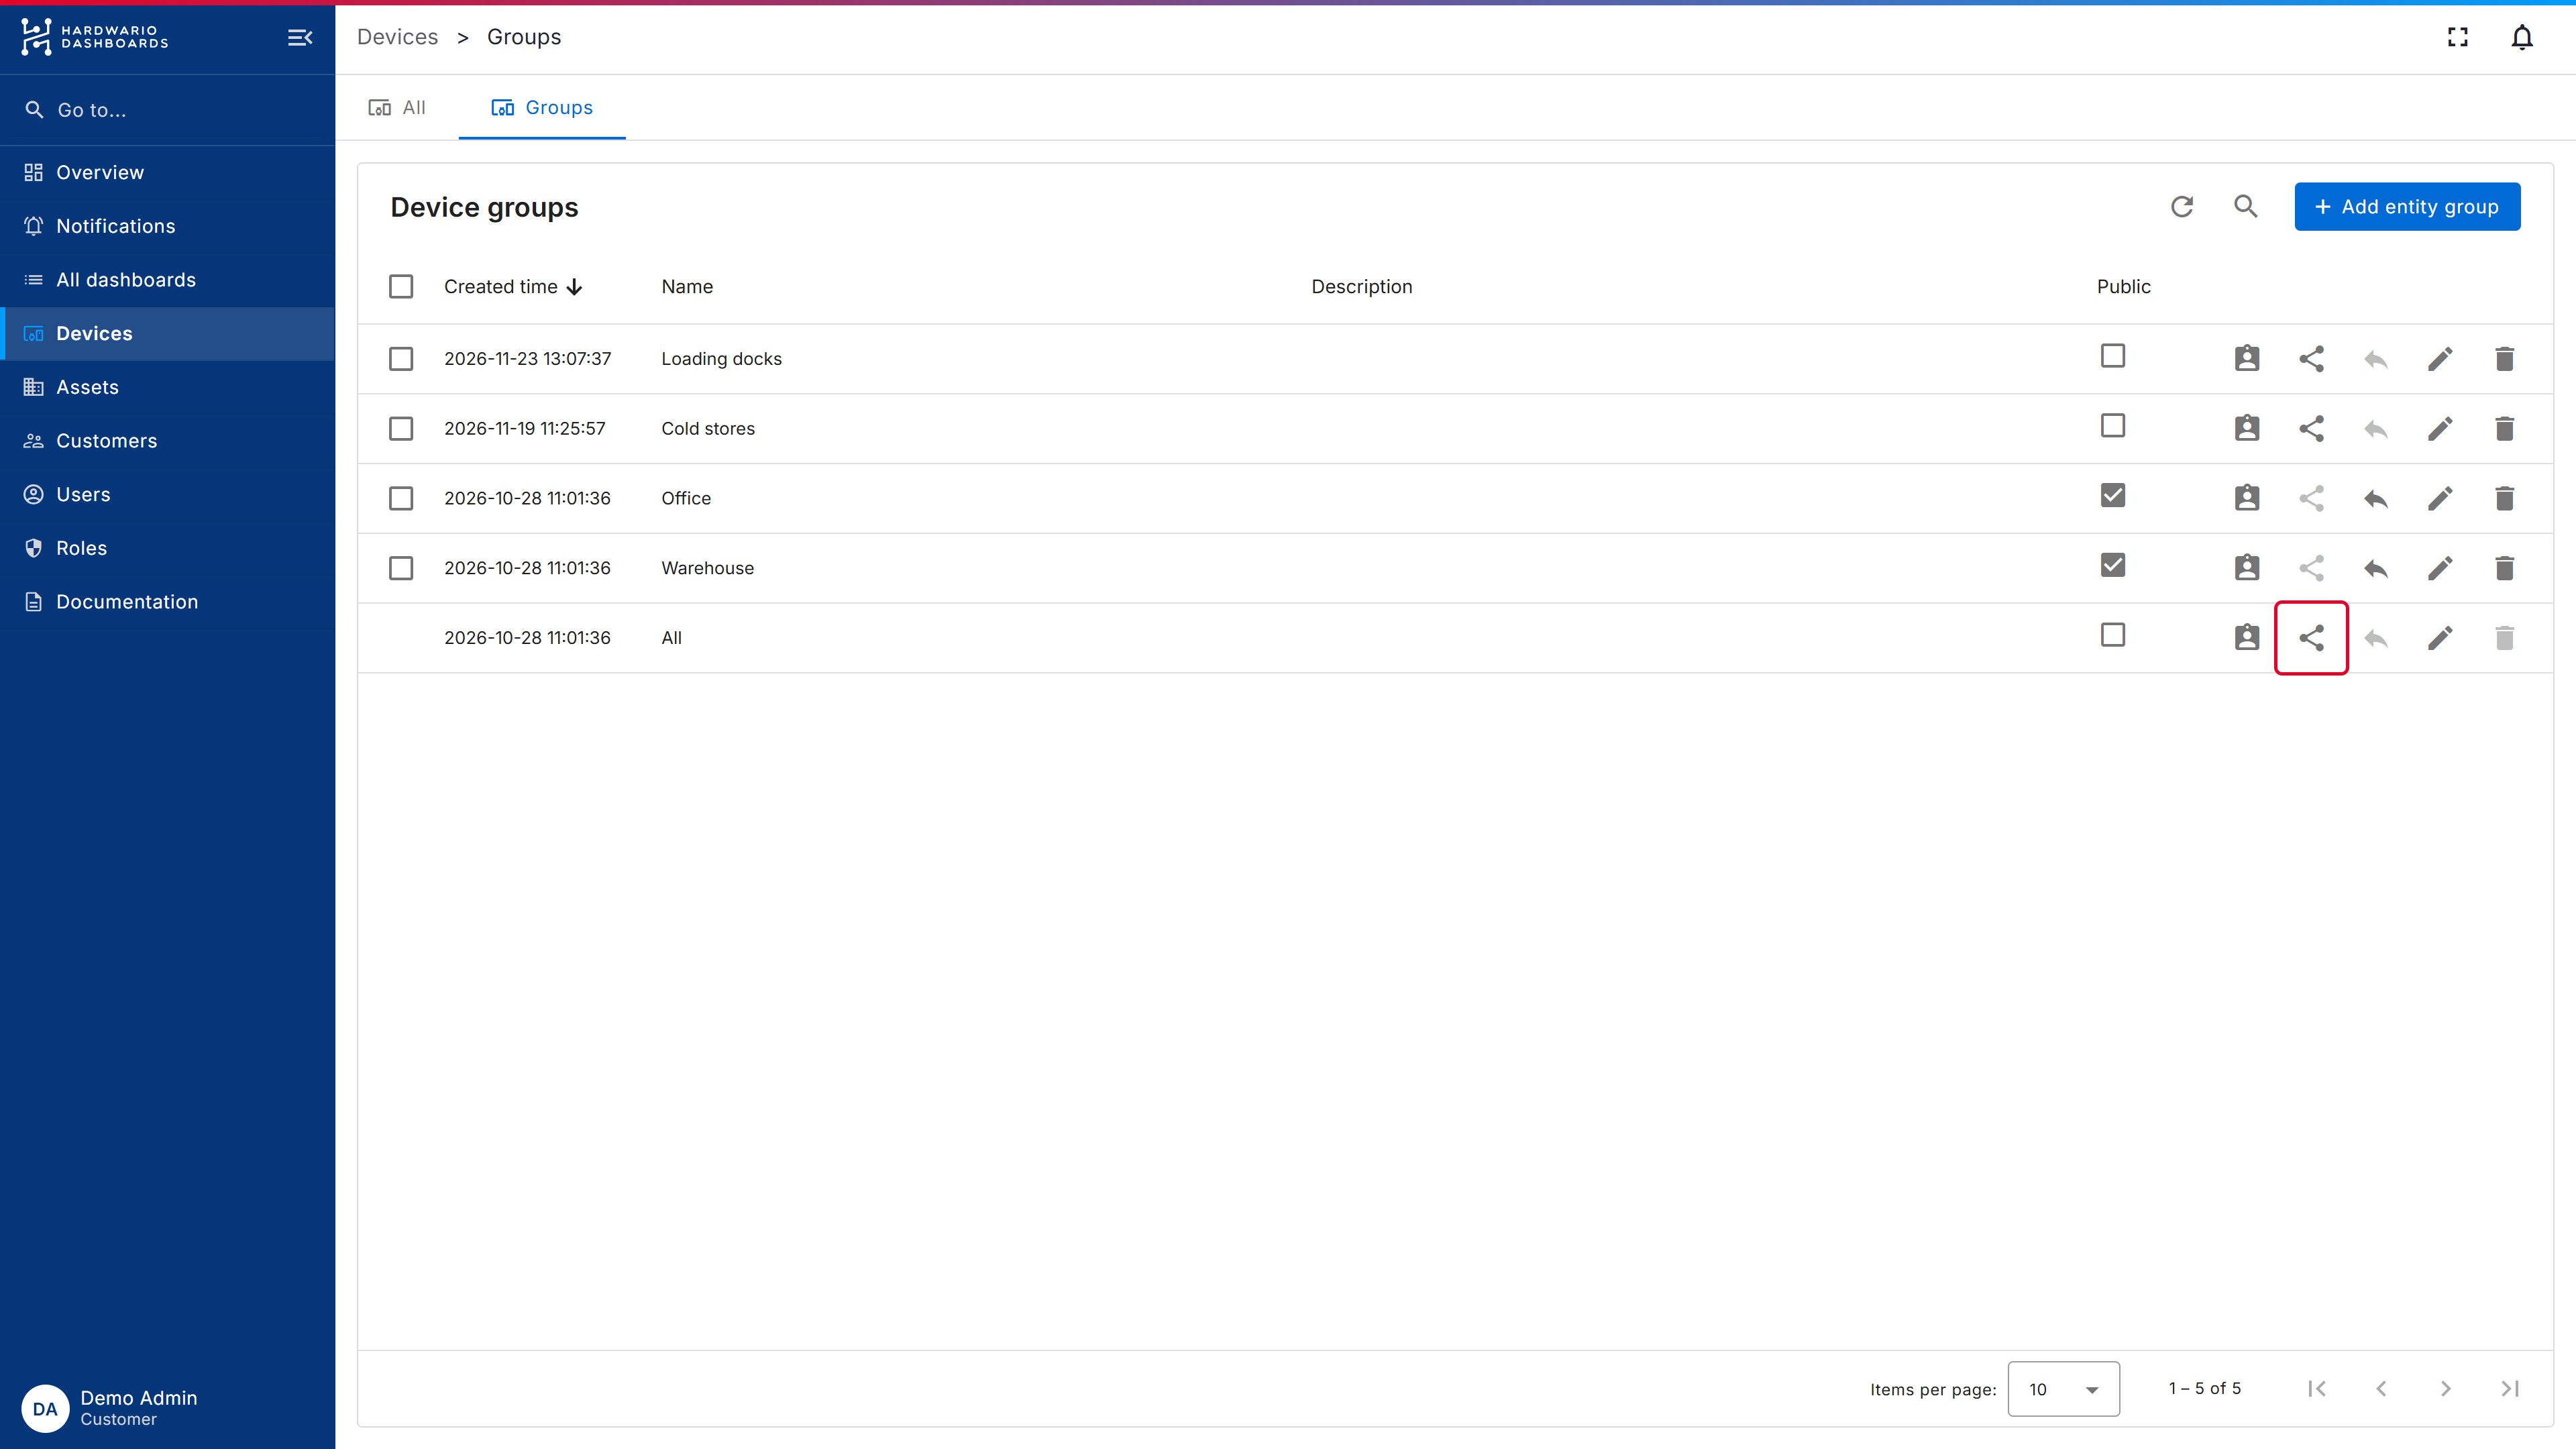 HARDWARIO
DASHBOARDS
Devices > Groups
Go to...
All
Groups
Overview
Notifications
All dashboards
Devices
Assets
Customers
Users
Roles
Documentation
Device groups
+ Add entity group
Created time Name Description Public
2026-11-23 13:07:37 Loading docks
2026-11-19 11:25:57 Cold stores
2026-10-28 11:01:36 Office
2026-10-28 11:01:36 Warehouse
2026-10-28 11:01:36 All
DA
Demo Admin
Customer
Items per page: 10 1 – 5 of 5